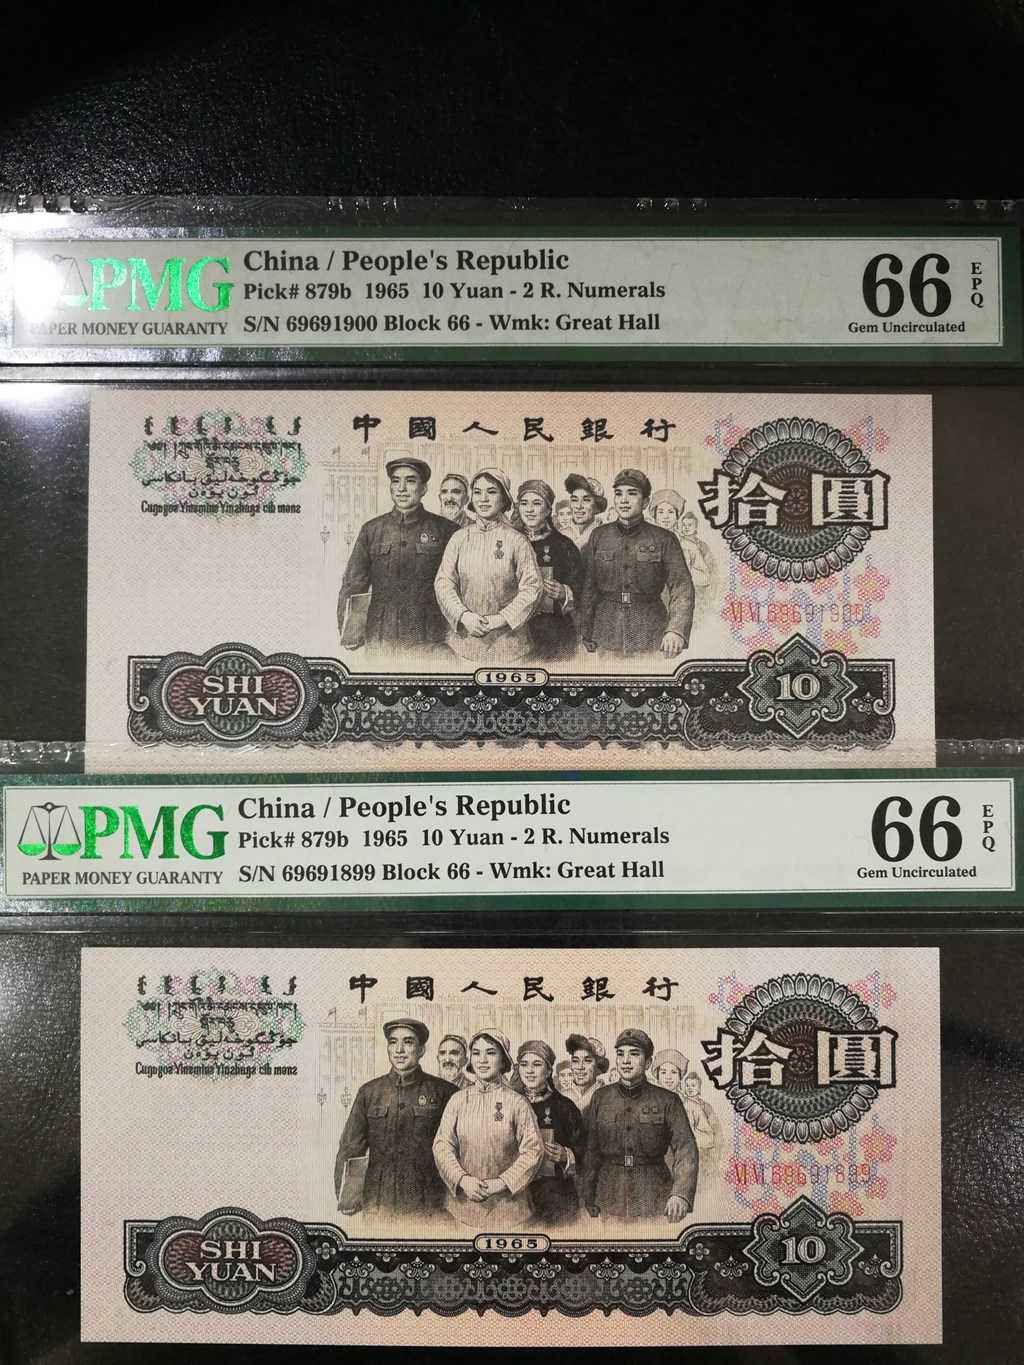 PMG
PAPER MONEY GUARANTY
China / People's Republic
Pick# 879b 1965 10 Yuan - 2 R. Numerals
S/N 69691900 Block 66 - Wmk: Great Hall
66
EPQ
Gem Uncirculated
中國人民銀行
拾圓
69691900
1965
SHI
YUAN
10
PMG
PAPER MONEY GUARANTY
China / People's Republic
Pick# 879b 1965 10 Yuan - 2 R. Numerals
S/N 69691899 Block 66 - Wmk: Great Hall
66
EPQ
Gem Uncirculated
中國人民銀行
拾圓
69691899
1965
SHI
YUAN
10